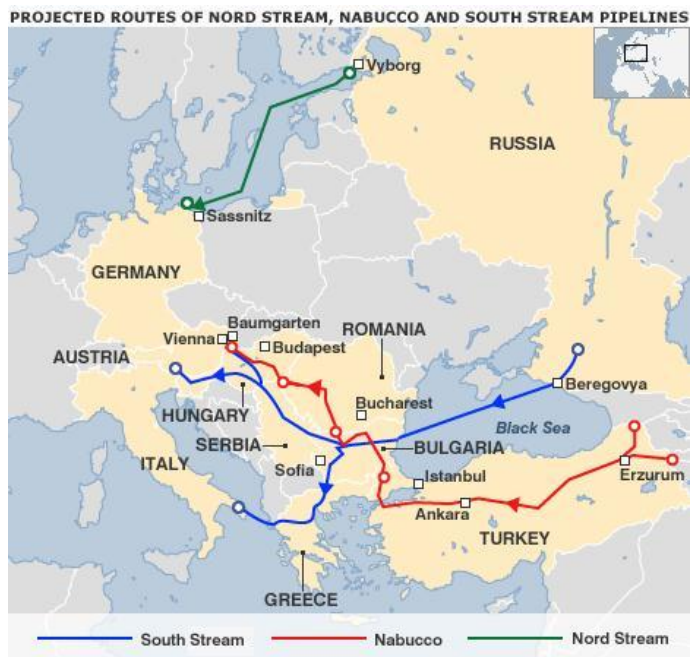 PROJECTED ROUTES OF NORD STREAM, NABUCCO AND SOUTH STREAM PIPELINES
Vyborg
RUSSIA
Sassnitz
GERMANY
Baumgarten
Vienna
ROMANIA
Budapest
AUSTRIA
Beregovya
HUNGARY
Bucharest
Black Sea
SERBIA
BULGARIA
ITALY
Sofia
Istanbul
Erzurum
Ankara
TURKEY
GREECE
South Stream
Nabucco
Nord Stream